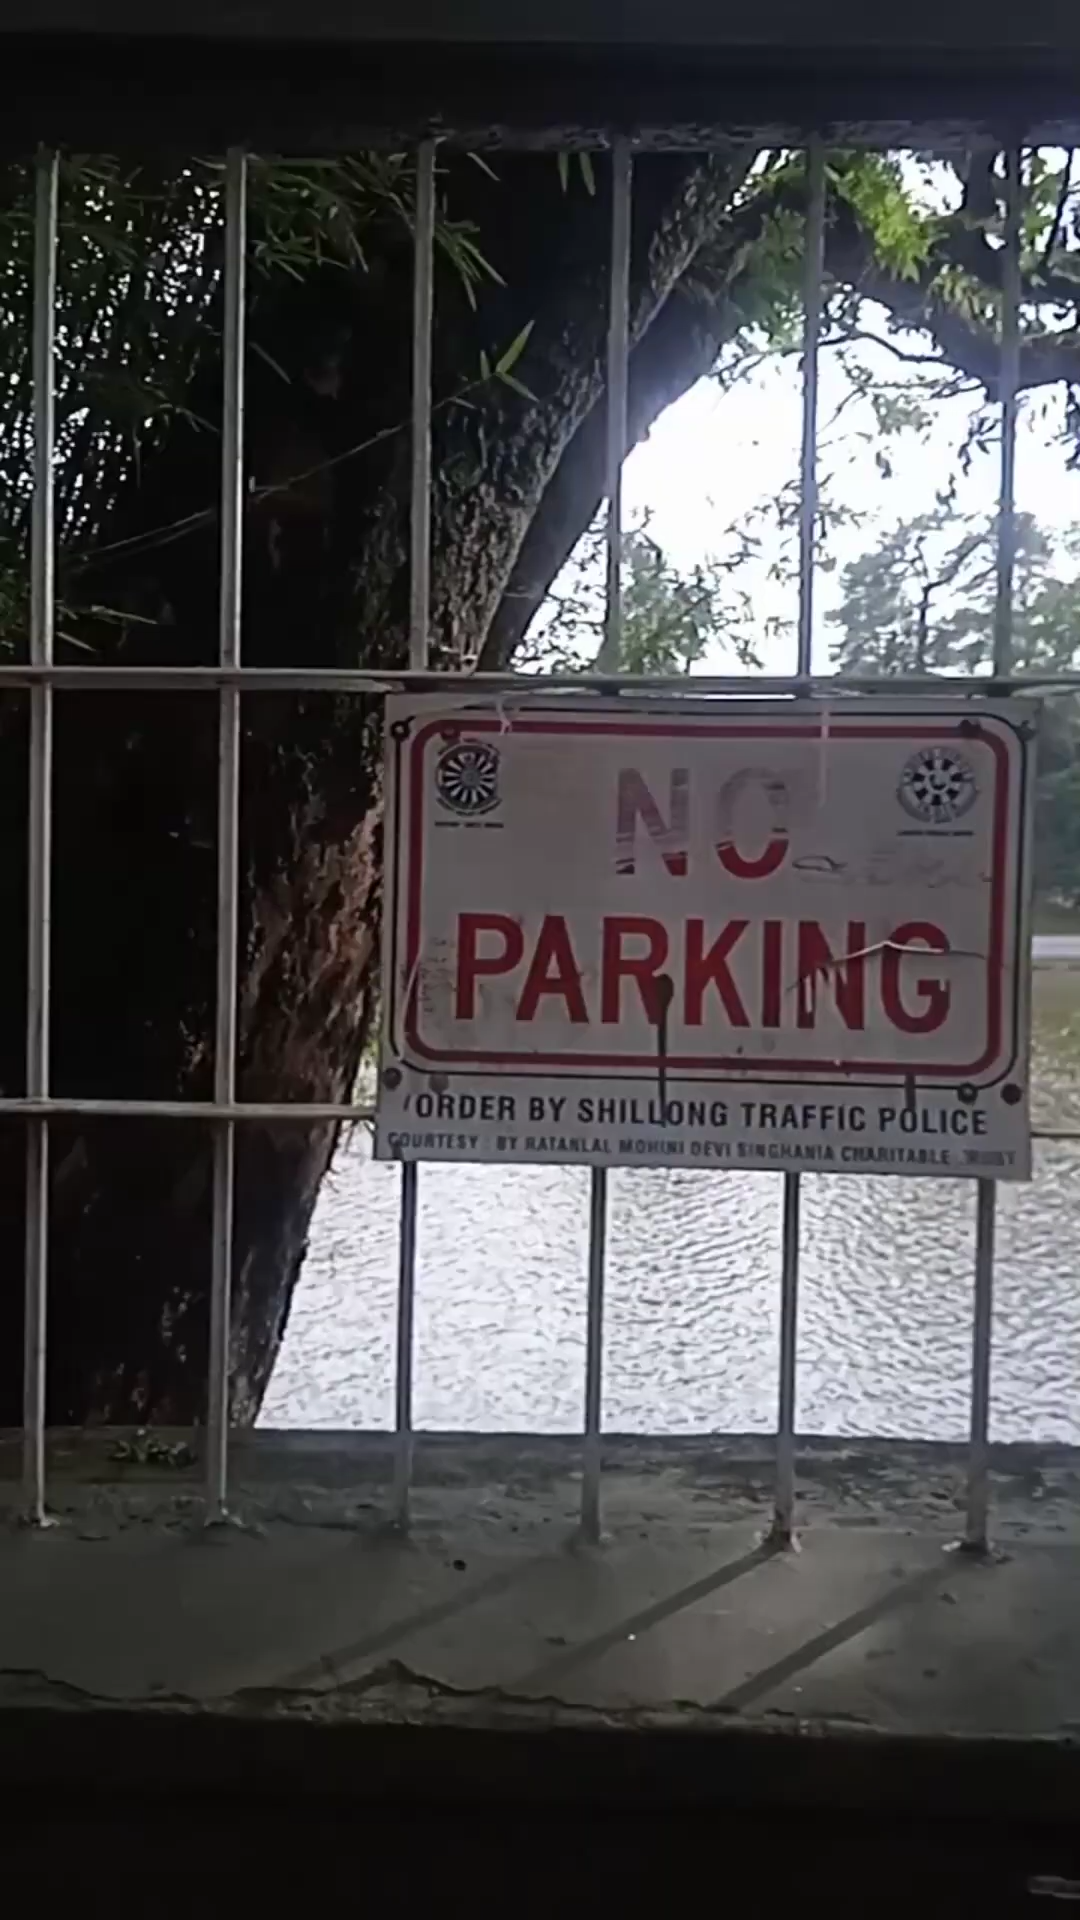 NO
PARKING
ORDER BY SHILLONG TRAFFIC POLICE
COURTESY : BY RATANLAL MOHINI DEVI SINGHANIA CHARITABLE TRUST